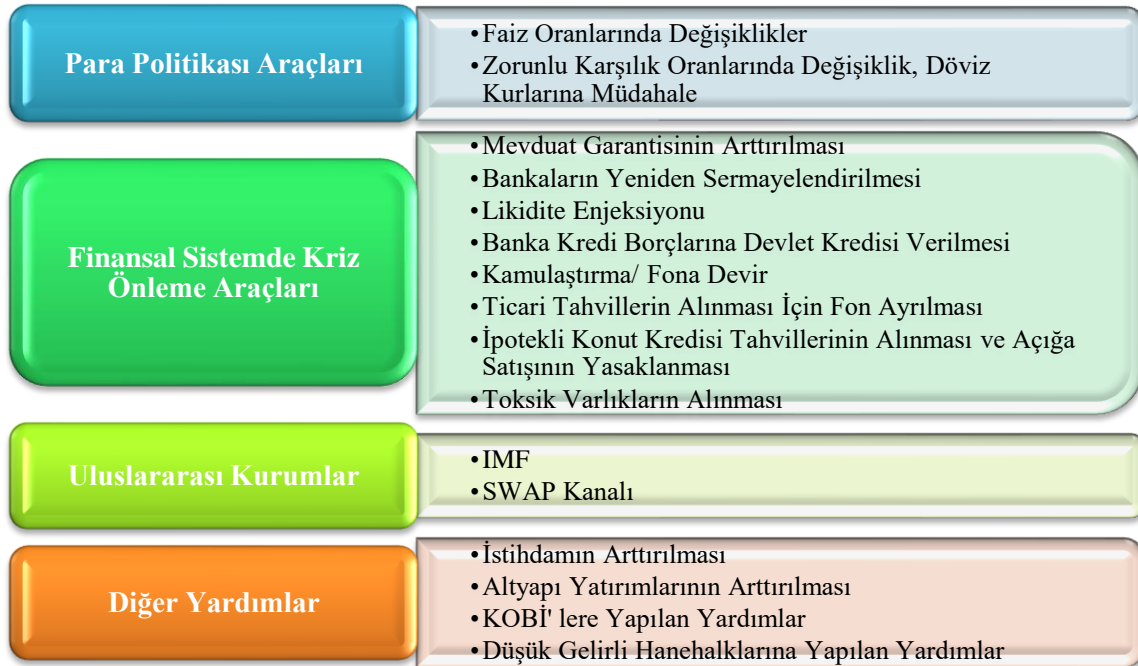 Para Politikası Araçları
•Faiz Oranlarında Değişiklikler
•Zorunlu Karşılık Oranlarında Değişiklik, Döviz
Kurlarına Müdahale
Finansal Sistemde Kriz
Önleme Araçları
•Mevduat Garantisinin Arttırılması
•Bankaların Yeniden Sermayelendirilmesi
•Likidite Enjeksiyonu
•Banka Kredi Borçlarına Devlet Kredisi Verilmesi
•Kamulaştırma/ Fona Devir
•Ticari Tahvillerin Alınması İçin Fon Ayrılması
•İpotekli Konut Kredisi Tahvillerinin Alınması ve Açığa
Satışının Yasaklanması
•Toksik Varlıkların Alınması
Uluslararası Kurumlar
•IMF
•SWAP Kanalı
Diğer Yardımlar
•İstihdamın Arttırılması
•Altyapı Yatırımlarının Arttırılması
•KOBİ' lere Yapılan Yardımlar
•Düşük Gelirli Hanehalklarına Yapılan Yardımlar